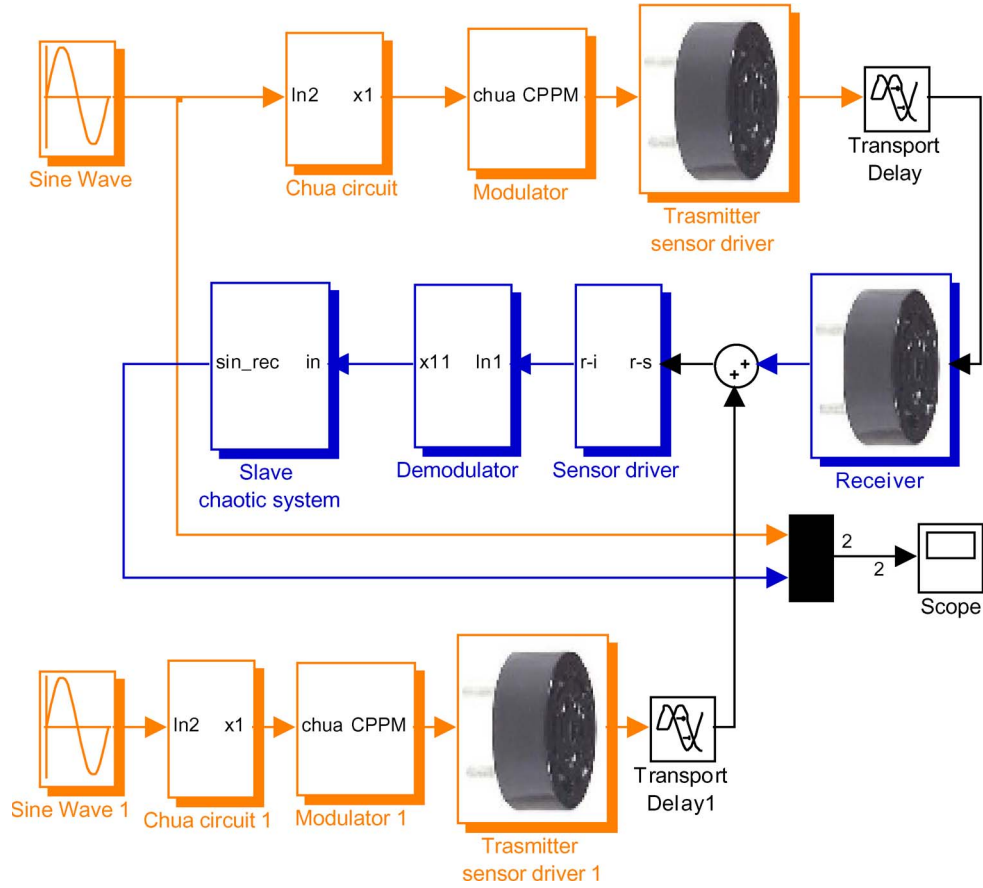 In2 x1
chua CPPM
Sine Wave
Chua circuit
Modulator
Trasmitter
sensor driver
Transport
Delay
sin_rec in
x11 In1
r-i r-s
+
+
Slave
chaotic system
Demodulator
Sensor driver
Receiver
2
2
Scope
In2 x1
chua CPPM
Sine Wave 1
Chua circuit 1
Modulator 1
Trasmitter
sensor driver 1
Transport
Delay1